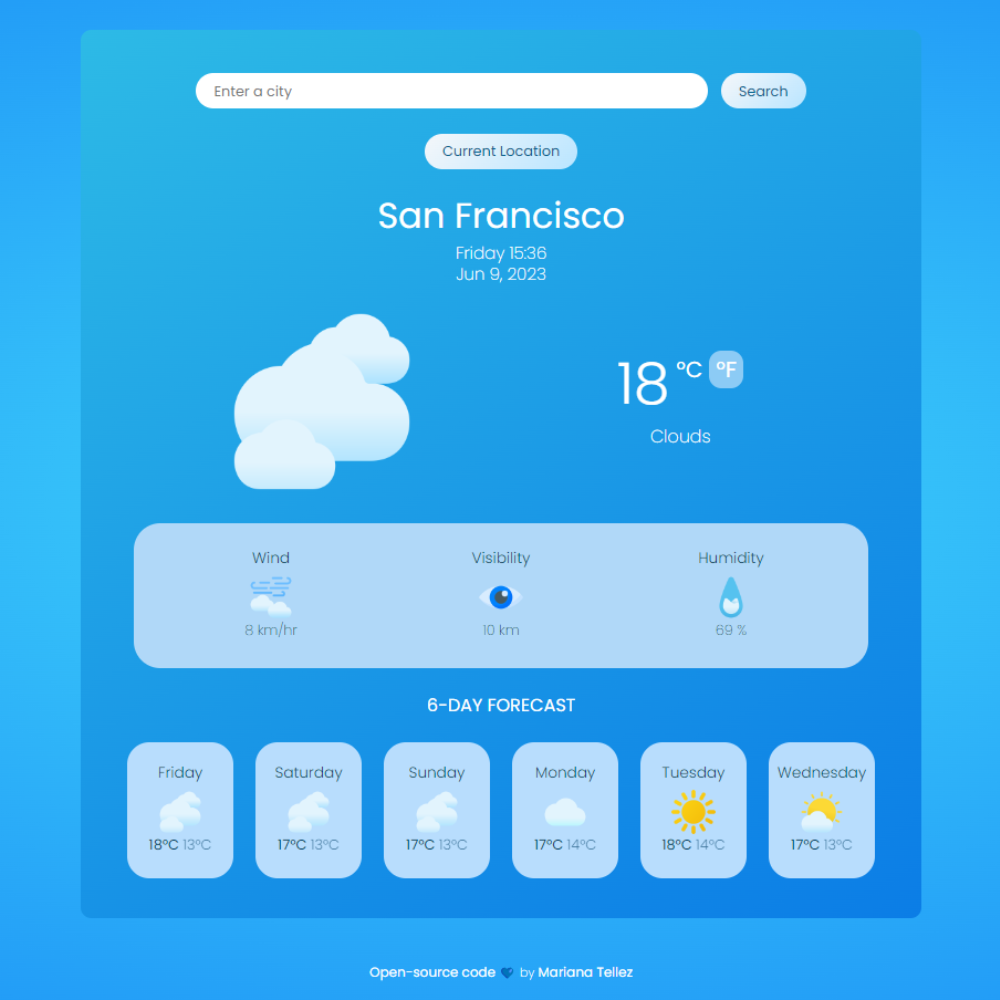 Enter a city
Search
Current Location
San Francisco
Friday 15:36
Jun 9, 2023
18 °C °F
Clouds
Wind Visibility Humidity
8 km/hr 10 km 69 %
6-DAY FORECAST
Friday Saturday Sunday Monday Tuesday Wednesday
18°C 13°C 17°C 13°C 17°C 13°C 17°C 14°C 18°C 14°C 17°C 13°C
Open-source code by Mariana Tellez